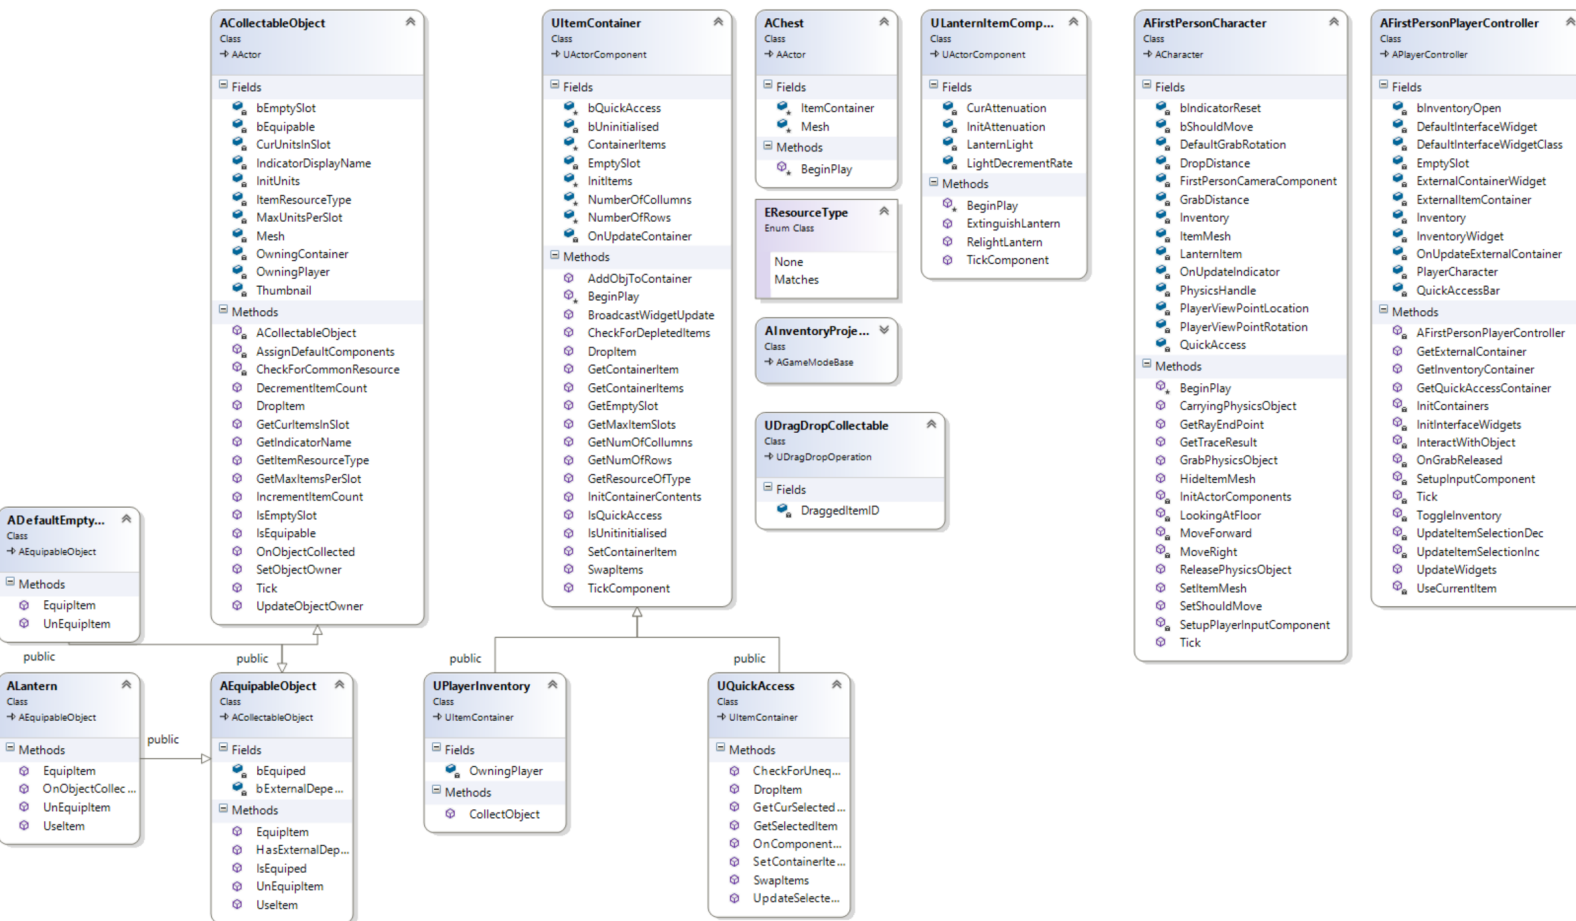 ACollectableObject
Class
AActor
Fields
bEmptySlot
bEquipable
CurUnitsInSlot
IndicatorDisplayName
InitUnits
ItemResourceType
MaxUnitsPerSlot
Mesh
OwningContainer
OwningPlayer
Thumbnail
Methods
ACollectableObject
AssignDefaultComponents
CheckForCommonResource
DecrementItemCount
DropItem
GetCurItemsInSlot
GetIndicatorName
GetItemResourceType
GetMaxItemsPerSlot
IncrementItemCount
IsEmptySlot
IsEquipable
OnObjectCollected
SetObjectOwner
Tick
UpdateObjectOwner
UItemContainer
Class
UActorComponent
Fields
bQuickAccess
bUninitialised
ContainerItems
EmptySlot
InitItems
NumberOfCollumns
NumberOfRows
OnUpdateContainer
Methods
AddObjToContainer
BeginPlay
BroadcastWidgetUpdate
CheckForDepletedItems
DropItem
GetContainerItem
GetContainerItems
GetEmptySlot
GetMaxItemSlots
GetNumOfCollumns
GetNumOfRows
GetResourceOfType
InitContainerContents
IsQuickAccess
IsUnitinitialised
SetContainerItem
SwapItems
TickComponent
AChest
Class
AActor
Fields
ItemContainer
Mesh
Methods
BeginPlay
EResourceType
Enum Class
None
Matches
AInventoryProje...
Class
AGameModeBase
UDragDropCollectable
Class
UDragDropOperation
Fields
DraggedItemID
ULanternItemComp...
Class
UActorComponent
Fields
CurAttenuation
InitAttenuation
LanternLight
LightDecrementRate
Methods
BeginPlay
ExtinguishLantern
RelightLantern
TickComponent
AFirstPersonCharacter
Class
ACharacter
Fields
bIndicatorReset
bShouldMove
DefaultGrabRotation
DropDistance
FirstPersonCameraComponent
GrabDistance
Inventory
ItemMesh
LanternItem
OnUpdateIndicator
PhysicsHandle
PlayerViewPointLocation
PlayerViewPointRotation
QuickAccess
Methods
BeginPlay
CarryingPhysicsObject
GetRayEndPoint
GetTraceResult
GrabPhysicsObject
HideItemMesh
InitActorComponents
LookingAtFloor
MoveForward
MoveRight
ReleasePhysicsObject
SetItemMesh
SetShouldMove
SetupPlayerInputComponent
Tick
AFirstPersonPlayerController
Class
APlayerController
Fields
bInventoryOpen
DefaultInterfaceWidget
DefaultInterfaceWidgetClass
EmptySlot
ExternalContainerWidget
ExternalItemContainer
Inventory
InventoryWidget
OnUpdateExternalContainer
PlayerCharacter
QuickAccessBar
Methods
AFirstPersonPlayerController
GetExternalContainer
GetInventoryContainer
GetQuickAccessContainer
InitContainers
InitInterfaceWidgets
InteractWithObject
OnGrabReleased
SetupInputComponent
Tick
ToggleInventory
UpdateItemSelectionDec
UpdateItemSelectionInc
UpdateWidgets
UseCurrentItem
ADefaultEmpty...
Class
AEquipableObject
Methods
EquipItem
UnEquipItem
public
public
public
public
public
ALantern
Class
AEquipableObject
Methods
EquipItem
OnObjectCollec...
UnEquipItem
UseItem
AEquipableObject
Class
ACollectableObject
Fields
bEquiped
bExternalDepe...
Methods
EquipItem
HasExternalDep...
IsEquiped
UnEquipItem
UseItem
UPlayerInventory
Class
UItemContainer
Fields
OwningPlayer
Methods
CollectObject
UQuickAccess
Class
UItemContainer
Methods
CheckForUneq...
DropItem
GetCurSelected...
GetSelectedItem
OnComponent...
SetContainerIte...
SwapItems
UpdateSelecte...